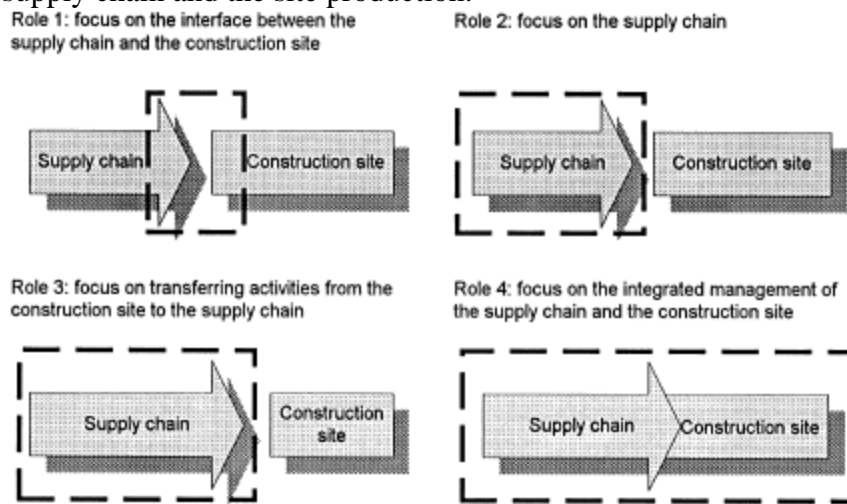 supply chain and the site production.
Role 1: focus on the interface between the
supply chain and the construction site
Role 2: focus on the supply chain
Supply chain
Construction site
Supply chain
Construction site
Role 3: focus on transferring activities from the
construction site to the supply chain
Role 4: focus on the integrated management of
the supply chain and the construction site
Supply chain
Construction
site
Supply chain
Construction site